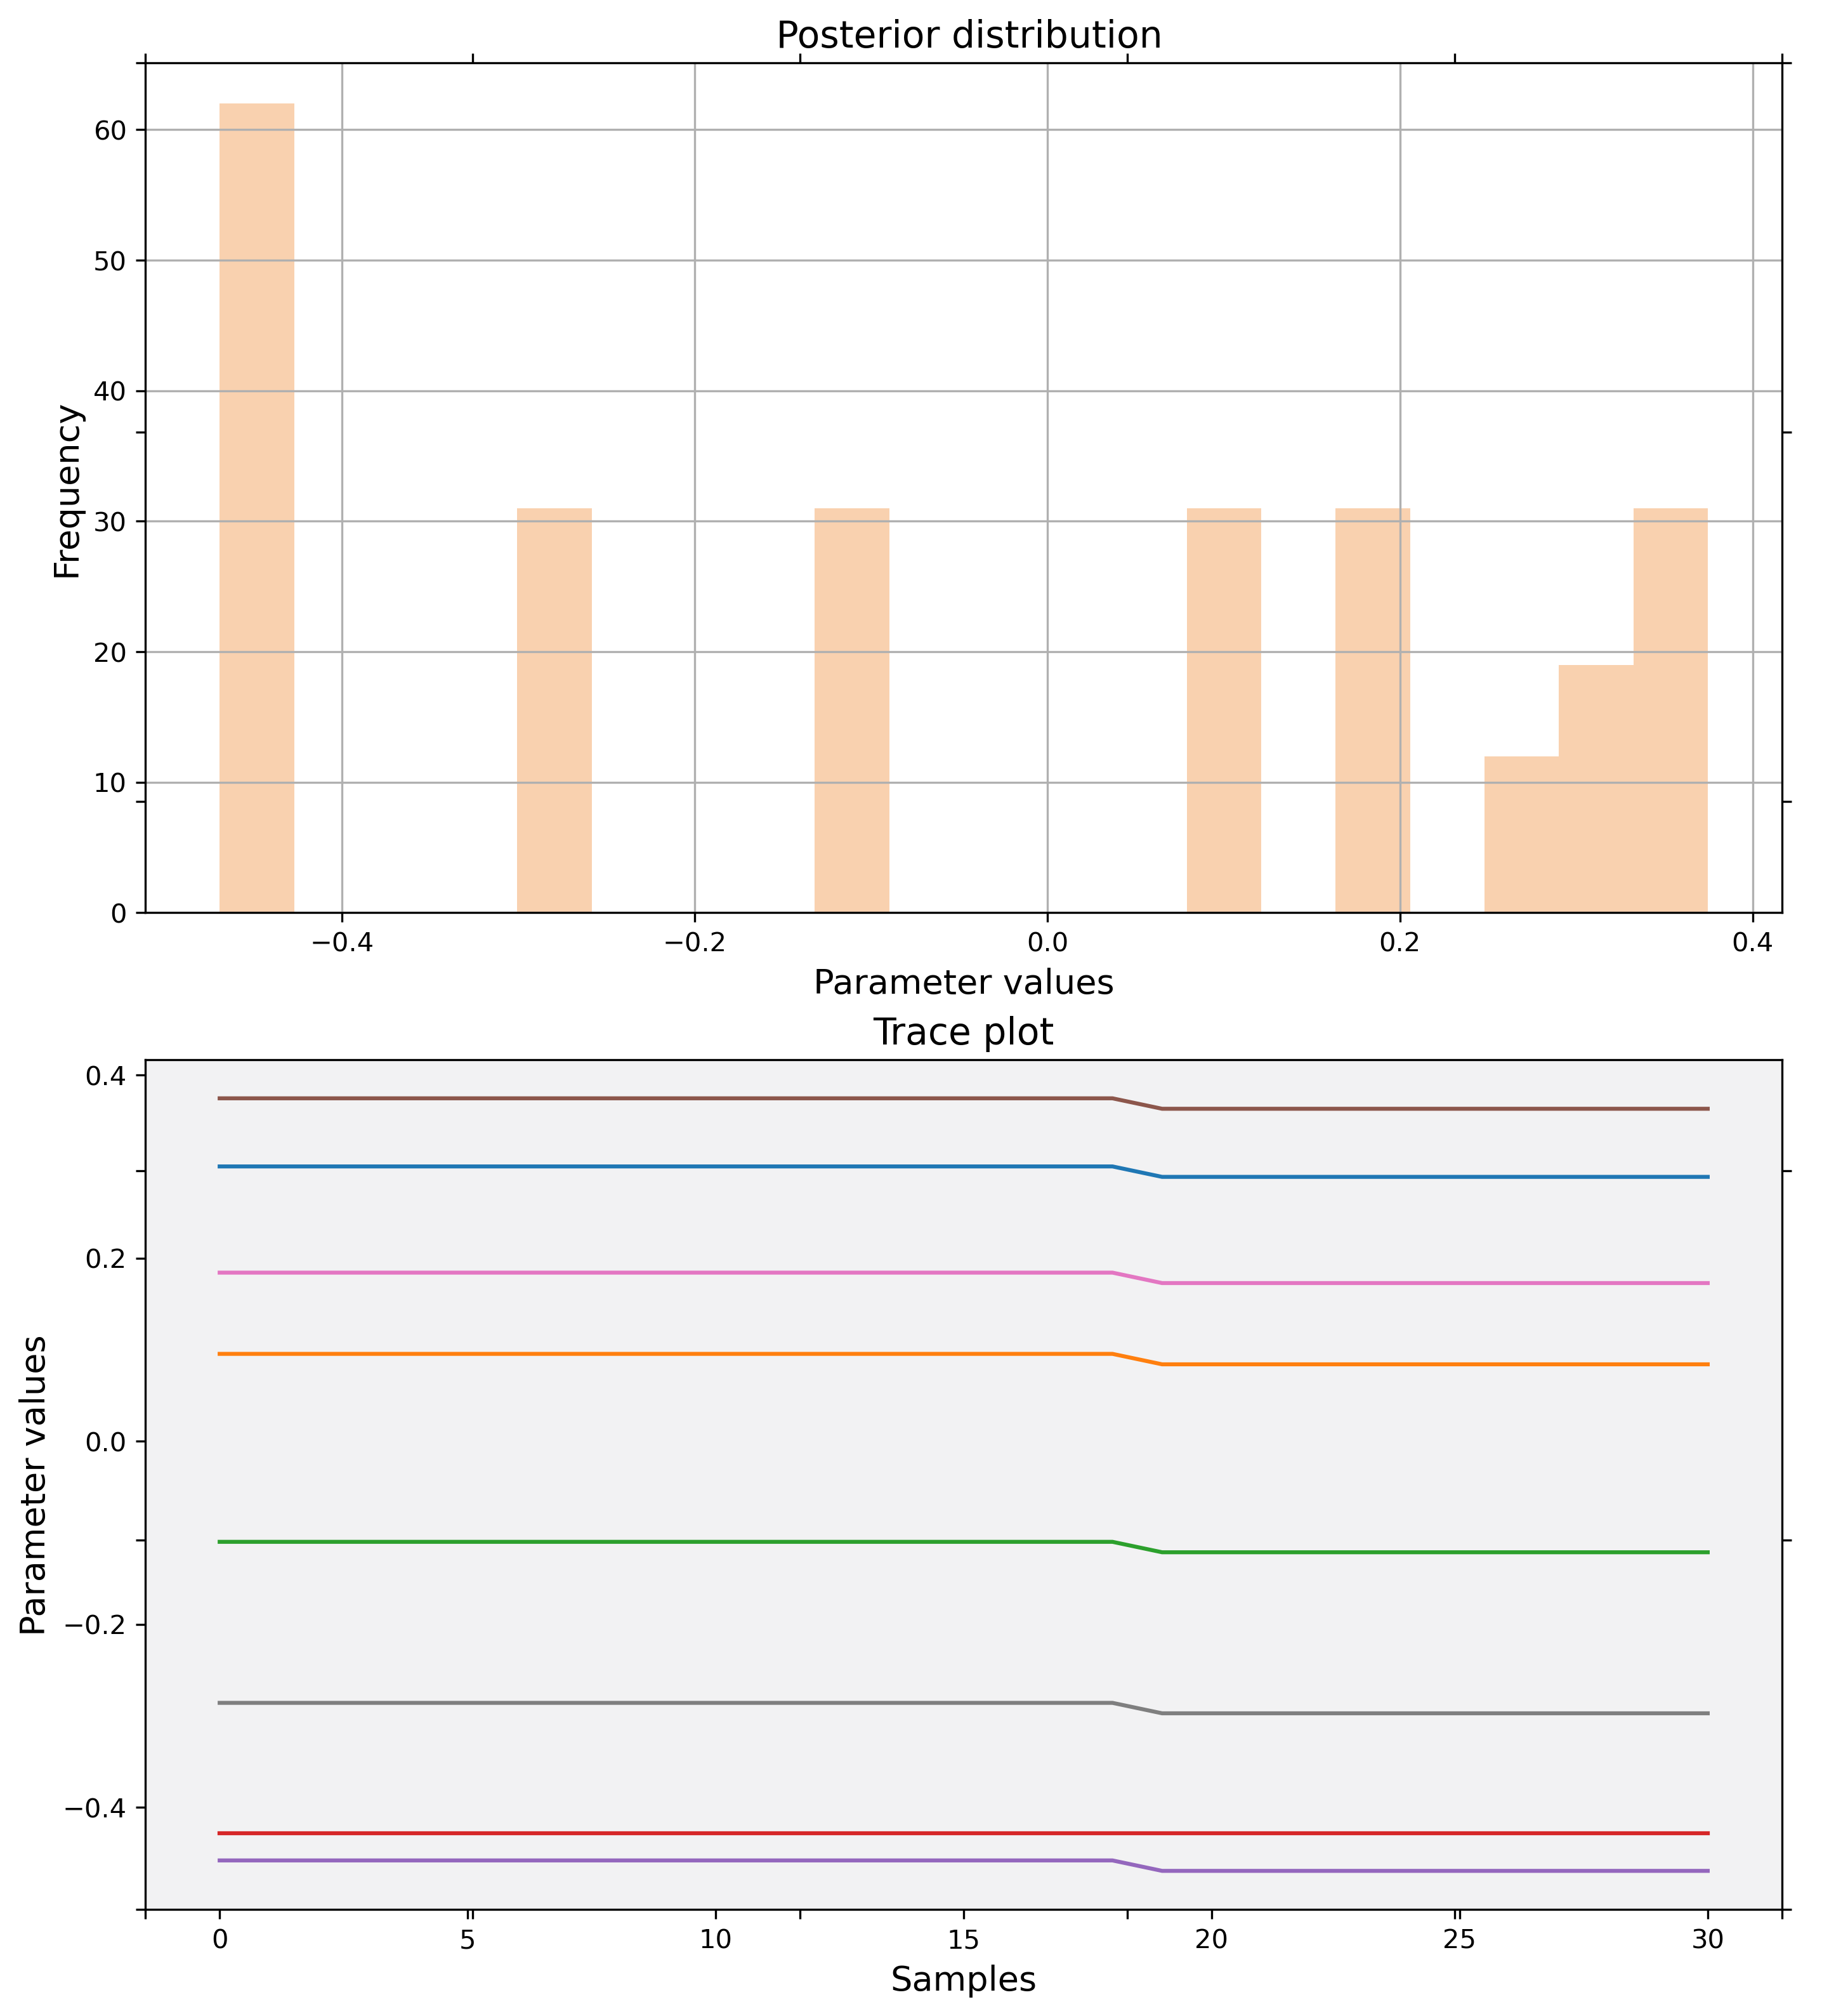 Posterior distribution
60
50
40
30
20
10
0
Frequency
−0.4 −0.2 0.0 0.2 0.4
Parameter values
Trace plot
0.4
0.2
0.0
−0.2
−0.4
Parameter values
0 5 10 15 20 25 30
Samples